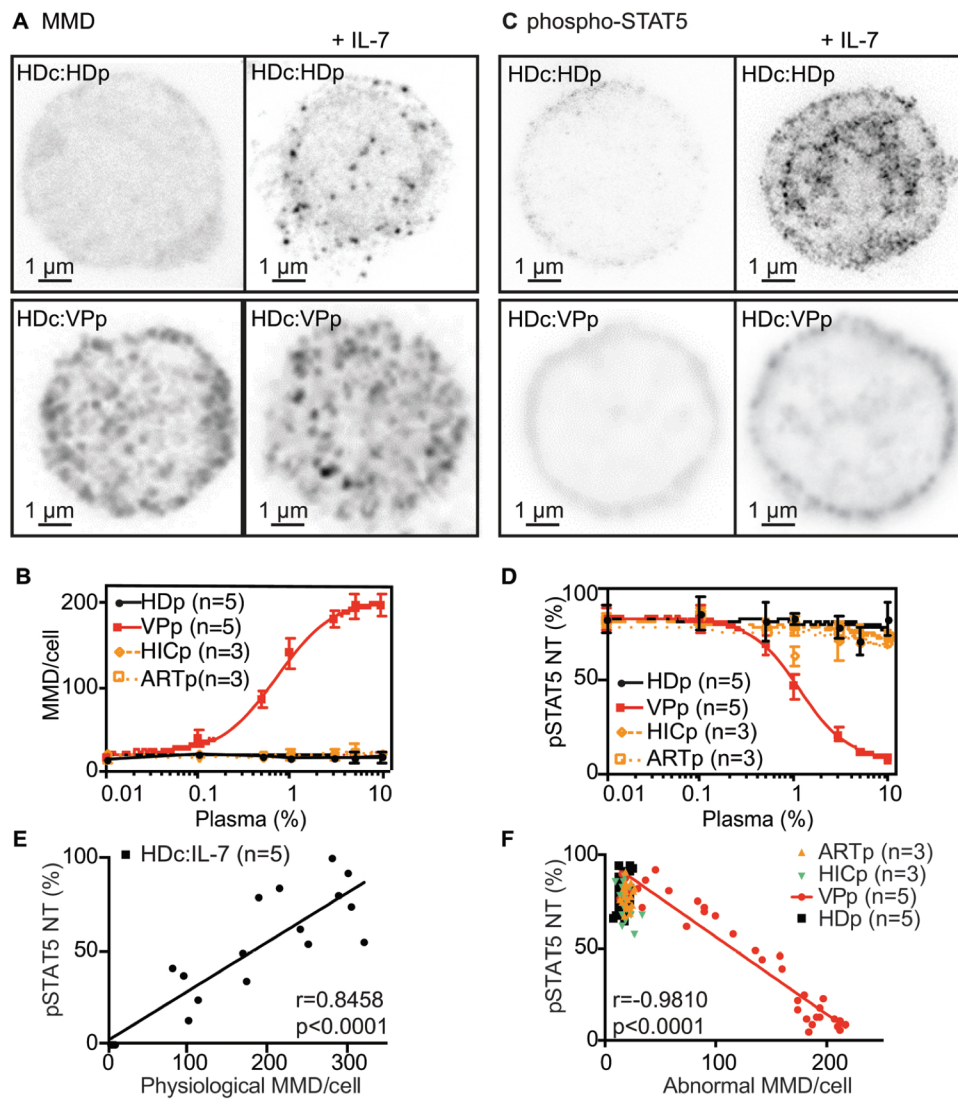 A MMD
+ IL-7
HDc:HDp
HDc:HDp
1 µm
1 µm
HDc:VPp
HDc:VPp
1 µm
1 µm
C phospho-STAT5
+ IL-7
HDc:HDp
HDc:HDp
1 µm
1 µm
HDc:VPp
HDc:VPp
1 µm
1 µm
B
MMD/cell
200
100
0
HDp (n=5)
VPp (n=5)
HICp (n=3)
ARTp(n=3)
0.01 0.1 1 10
Plasma (%)
D
pSTAT5 NT (%)
100
50
0
HDp (n=5)
VPp (n=5)
HICp (n=3)
ARTp (n=3)
0.01 0.1 1 10
Plasma (%)
E
pSTAT5 NT (%)
100
50
0
HDc:IL-7 (n=5)
r=0.8458
p<0.0001
0 100 200 300
Physiological MMD/cell
F
pSTAT5 NT (%)
100
50
0
ARTp (n=3)
HICp (n=3)
VPp (n=5)
HDp (n=5)
r=-0.9810
p<0.0001
0 100 200
Abnormal MMD/cell